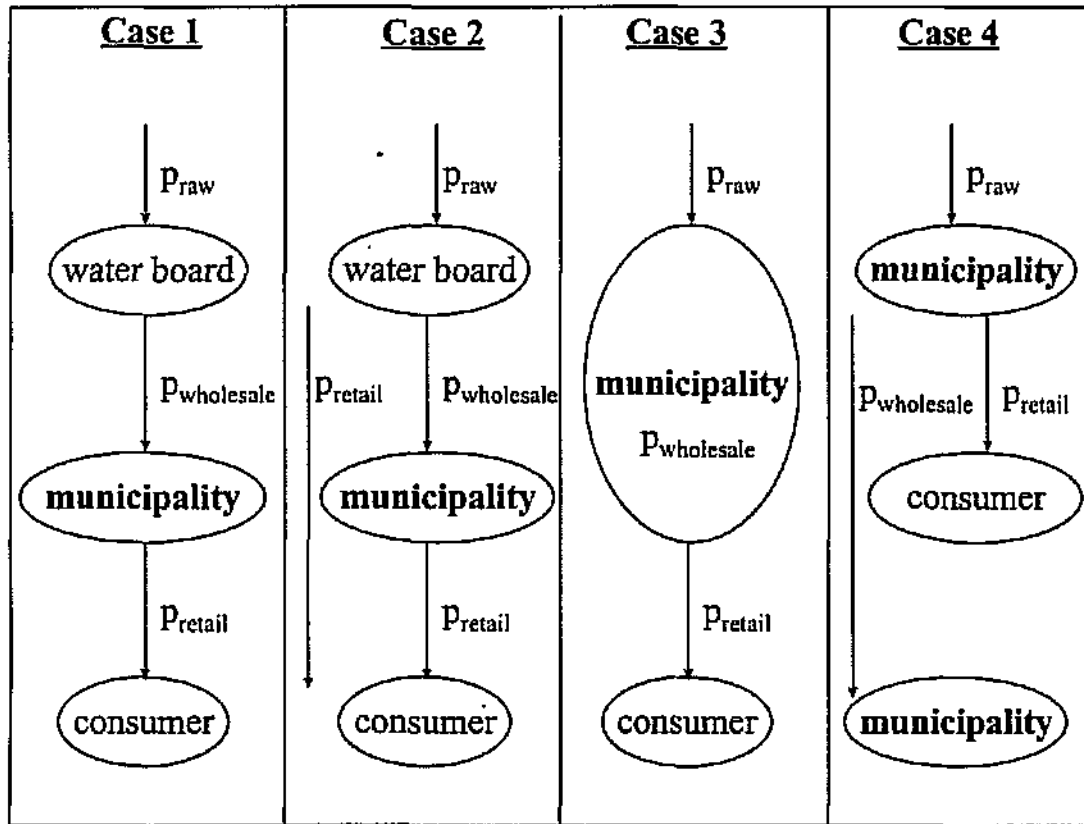 Case 1
p_raw
water board
p_wholesale
municipality
p_retail
consumer
Case 2
p_raw
water board
p_retail
p_wholesale
municipality
p_retail
consumer
Case 3
p_raw
municipality
p_wholesale
p_retail
consumer
Case 4
p_raw
municipality
p_wholesale
p_retail
consumer
municipality